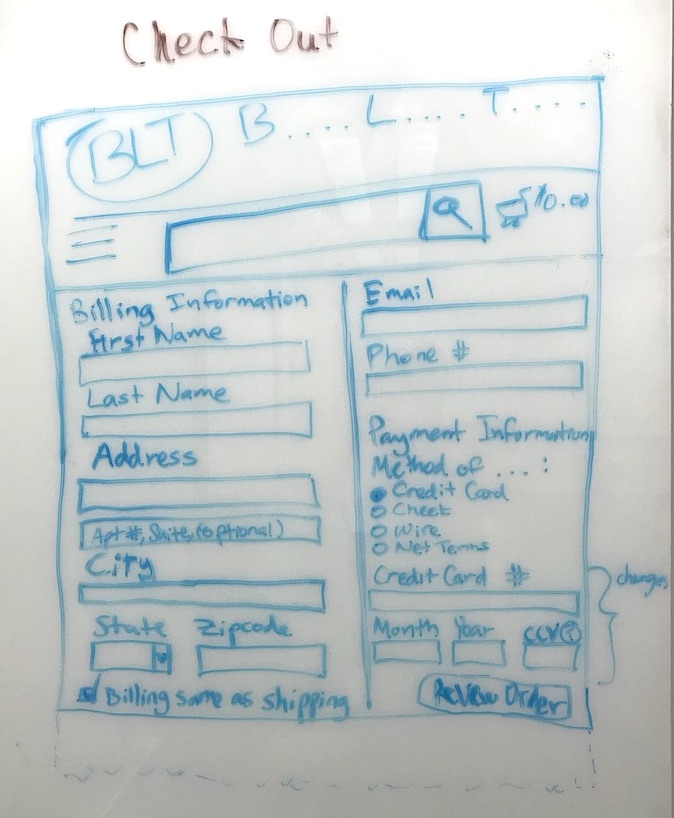 Check Out
BLT B.... L..... T.....
$10.00
Billing Information
First Name
Last Name
Address
Apt #, Suite, (optional)
City
State Zipcode
Billing same as shipping
Email
Phone #
Payment Information
Method of ... :
Credit Card
Check
Wire
Net Terms
Credit Card #
changes
Month Year CCV
Review Order